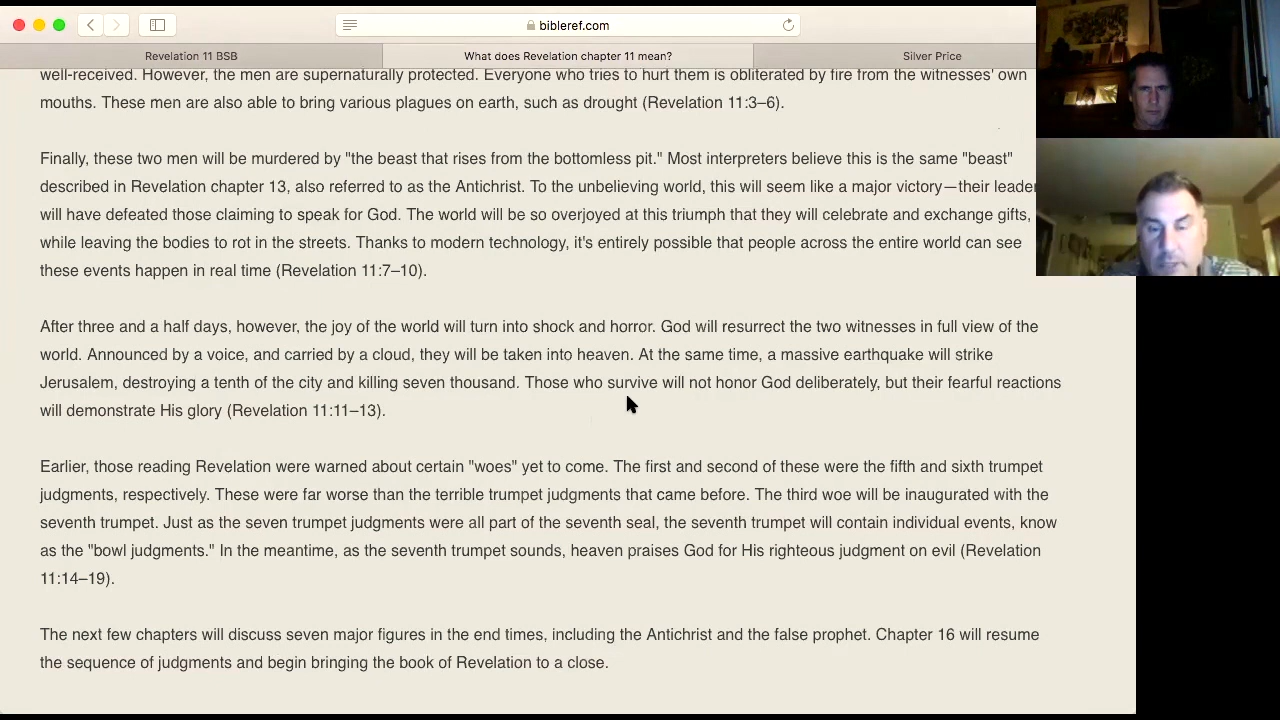 bibleref.com
Revelation 11 BSB
What does Revelation chapter 11 mean?
Silver Price
well-received. However, the men are supernaturally protected. Everyone who tries to hurt them is obliterated by fire from the witnesses' own
mouths. These men are also able to bring various plagues on earth, such as drought (Revelation 11:3–6).
Finally, these two men will be murdered by "the beast that rises from the bottomless pit." Most interpreters believe this is the same "beast"
described in Revelation chapter 13, also referred to as the Antichrist. To the unbelieving world, this will seem like a major victory—their leader
will have defeated those claiming to speak for God. The world will be so overjoyed at this triumph that they will celebrate and exchange gifts,
while leaving the bodies to rot in the streets. Thanks to modern technology, it's entirely possible that people across the entire world can see
these events happen in real time (Revelation 11:7–10).
After three and a half days, however, the joy of the world will turn into shock and horror. God will resurrect the two witnesses in full view of the
world. Announced by a voice, and carried by a cloud, they will be taken into heaven. At the same time, a massive earthquake will strike
Jerusalem, destroying a tenth of the city and killing seven thousand. Those who survive will not honor God deliberately, but their fearful reactions
will demonstrate His glory (Revelation 11:11–13).
Earlier, those reading Revelation were warned about certain "woes" yet to come. The first and second of these were the fifth and sixth trumpet
judgments, respectively. These were far worse than the terrible trumpet judgments that came before. The third woe will be inaugurated with the
seventh trumpet. Just as the seven trumpet judgments were all part of the seventh seal, the seventh trumpet will contain individual events, know
as the "bowl judgments." In the meantime, as the seventh trumpet sounds, heaven praises God for His righteous judgment on evil (Revelation
11:14–19).
The next few chapters will discuss seven major figures in the end times, including the Antichrist and the false prophet. Chapter 16 will resume
the sequence of judgments and begin bringing the book of Revelation to a close.